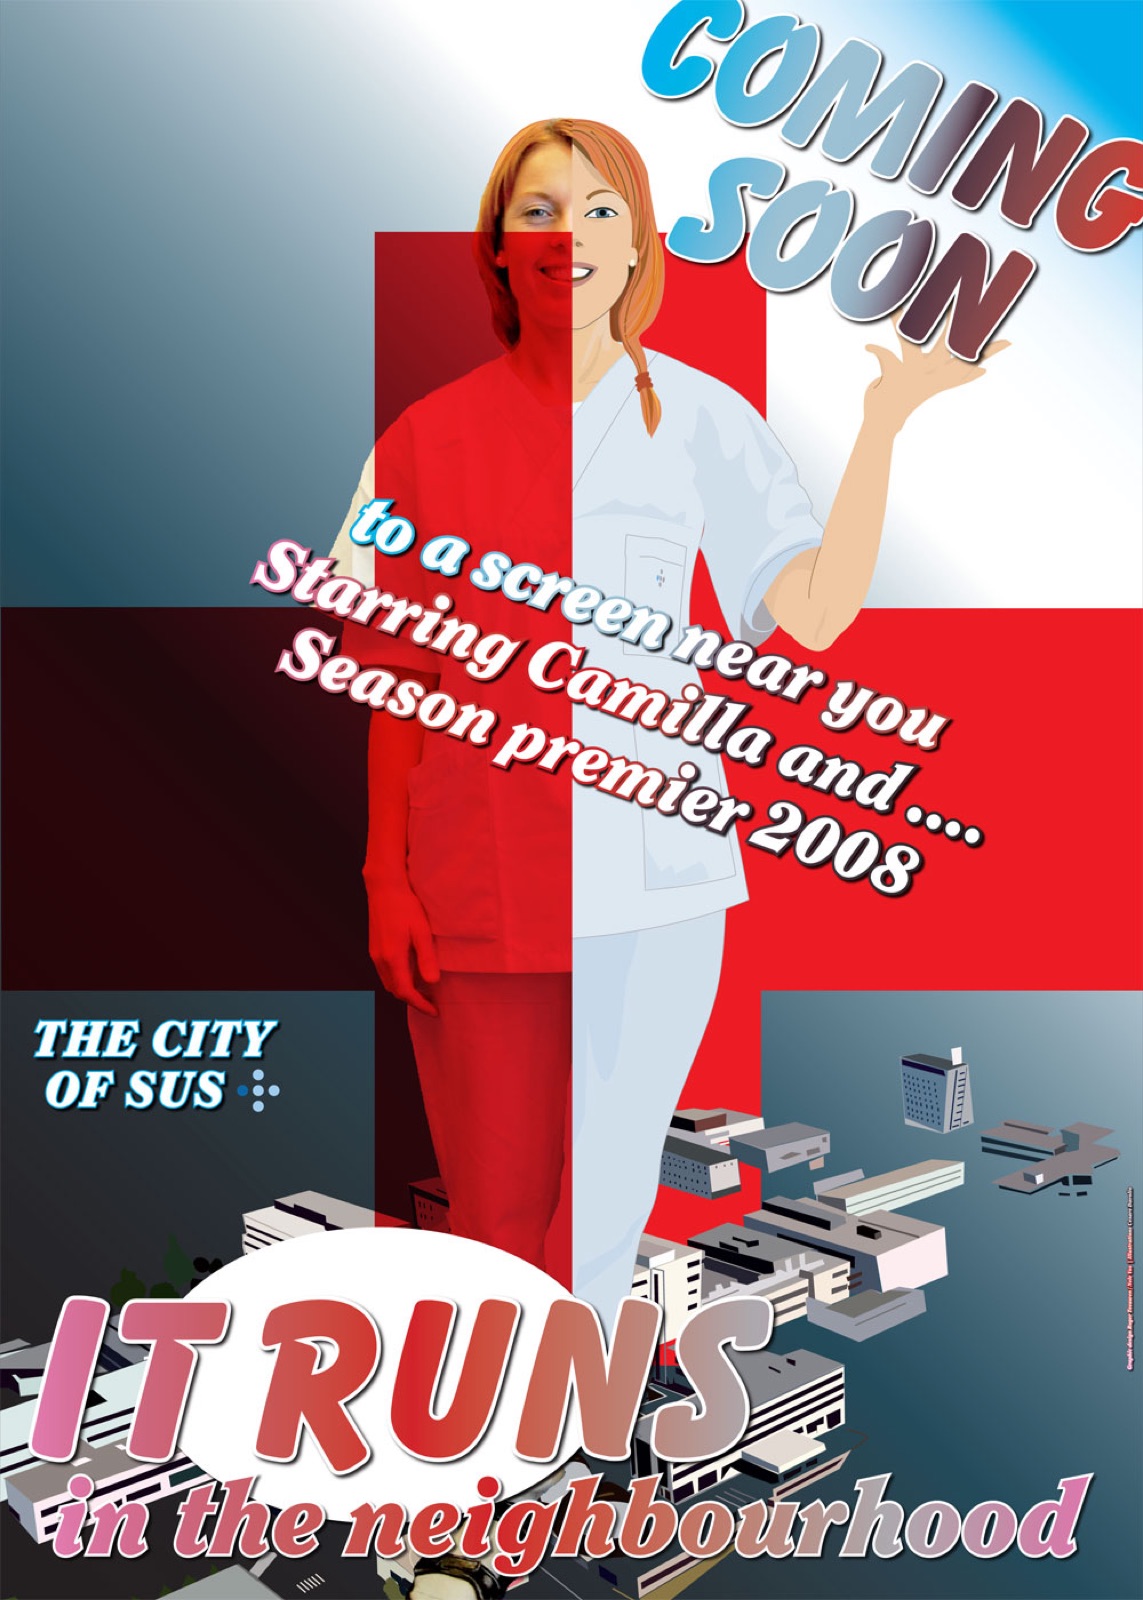 COMING
SOON
to a screen near you
Starring Camilla and ....
Season premier 2008
THE CITY
OF SUS
IT RUNS
in the neighbourhood